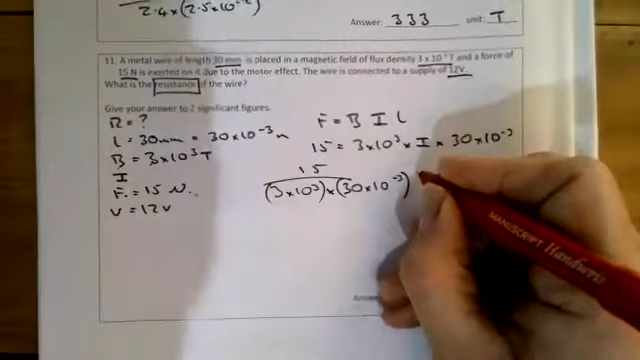 2.4×(2.5×10⁻²)
Answer: 333 unit: T
11. A metal wire of length 30 mm is placed in a magnetic field of flux density 3 x 10³ T and a force of
15 N is exerted on it due to the motor effect. The wire is connected to a supply of 12V.
What is the resistance of the wire?
Give your answer to 2 significant figures.
R = ?
L = 30mm = 30×10⁻³ m
B = 3×10³ T
I
F = 15 N.
V = 12 V
F = B I L
15 = 3×10³ × I × 30×10⁻³
15
(3×10³)×(30×10⁻³)
Answer
MANUSCRIPT Handwriti